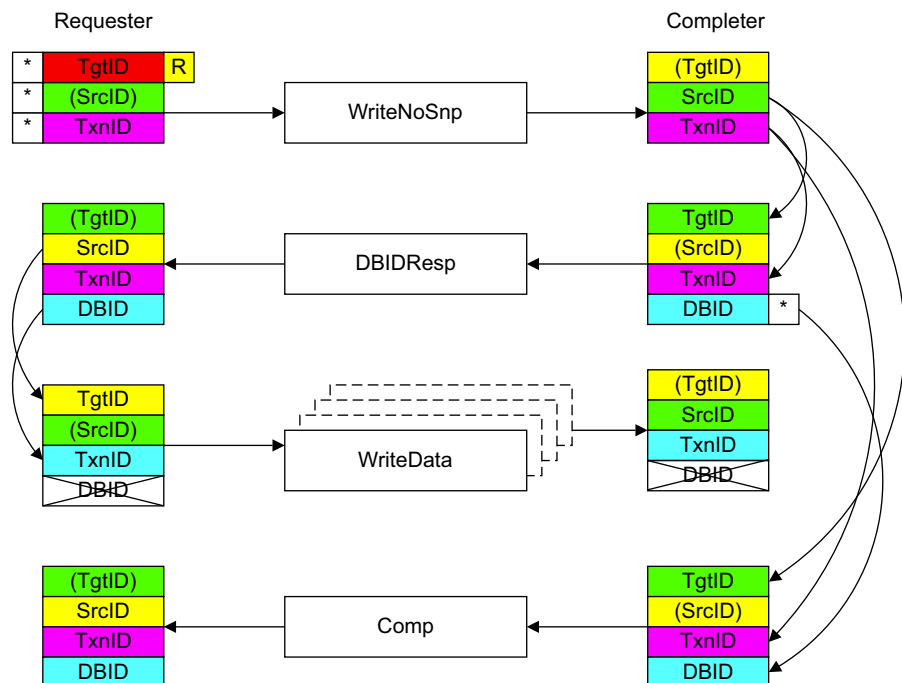 Requester Completer
* TgtID R (TgtID)
* (SrcID) SrcID
* TxnID WriteNoSnp TxnID
(TgtID) TgtID
SrcID (SrcID)
TxnID DBIDResp TxnID
DBID DBID *
TgtID (TgtID)
(SrcID) SrcID
TxnID WriteData TxnID
DBID DBID
(TgtID) TgtID
SrcID (SrcID)
TxnID Comp TxnID
DBID DBID